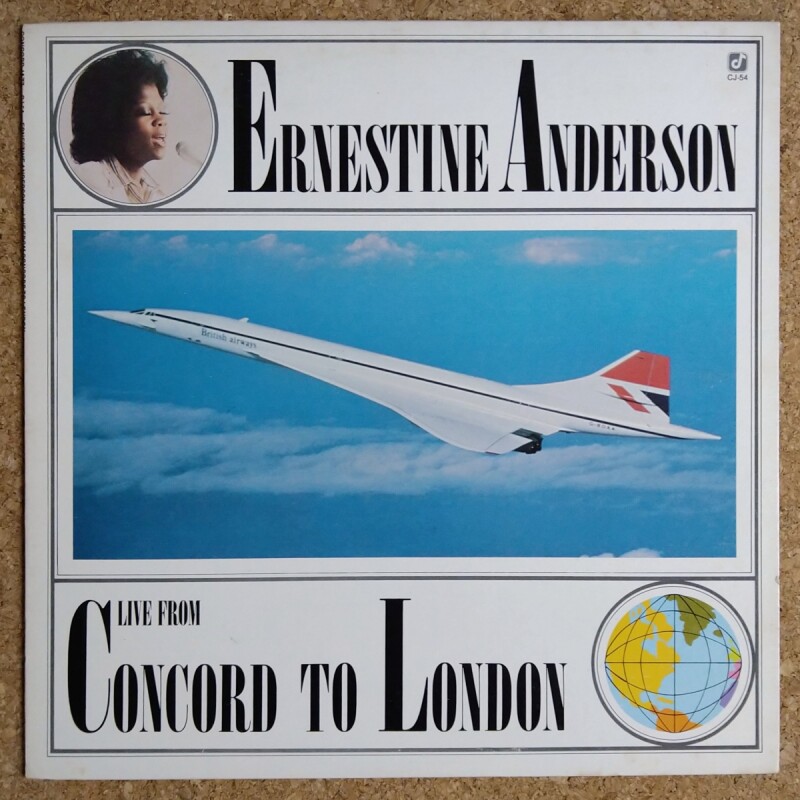 CJ-54
ERNESTINE ANDERSON
British airways
LIVE FROM
CONCORD TO LONDON